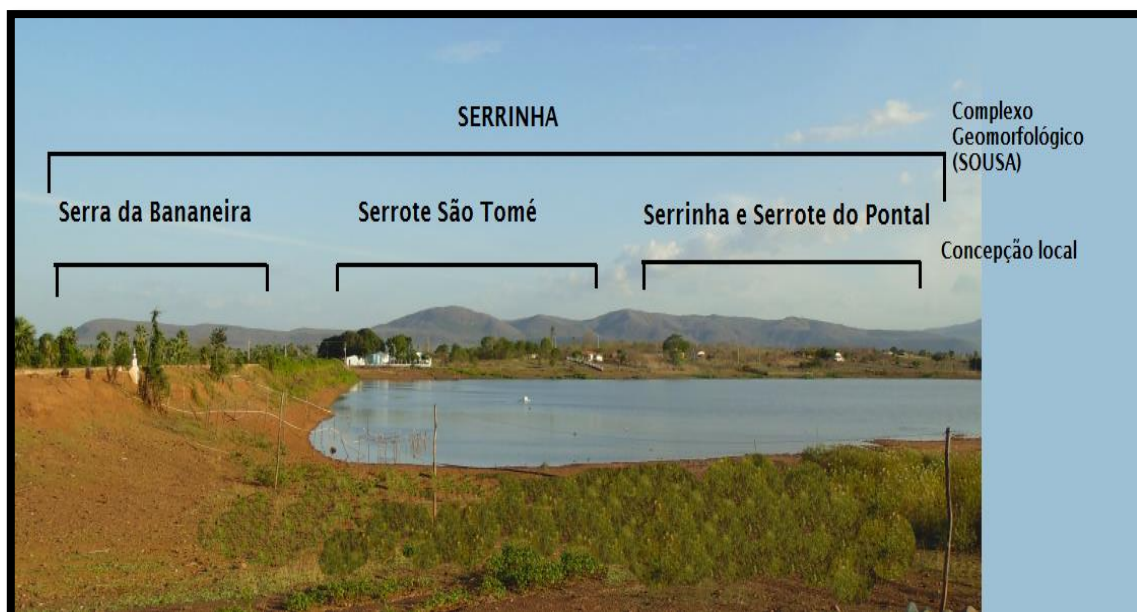 SERRINHA
Complexo
Geomorfológico
(SOUSA)
Serra da Bananeira
Serrote São Tomé
Serrinha e Serrote do Pontal
Concepção local